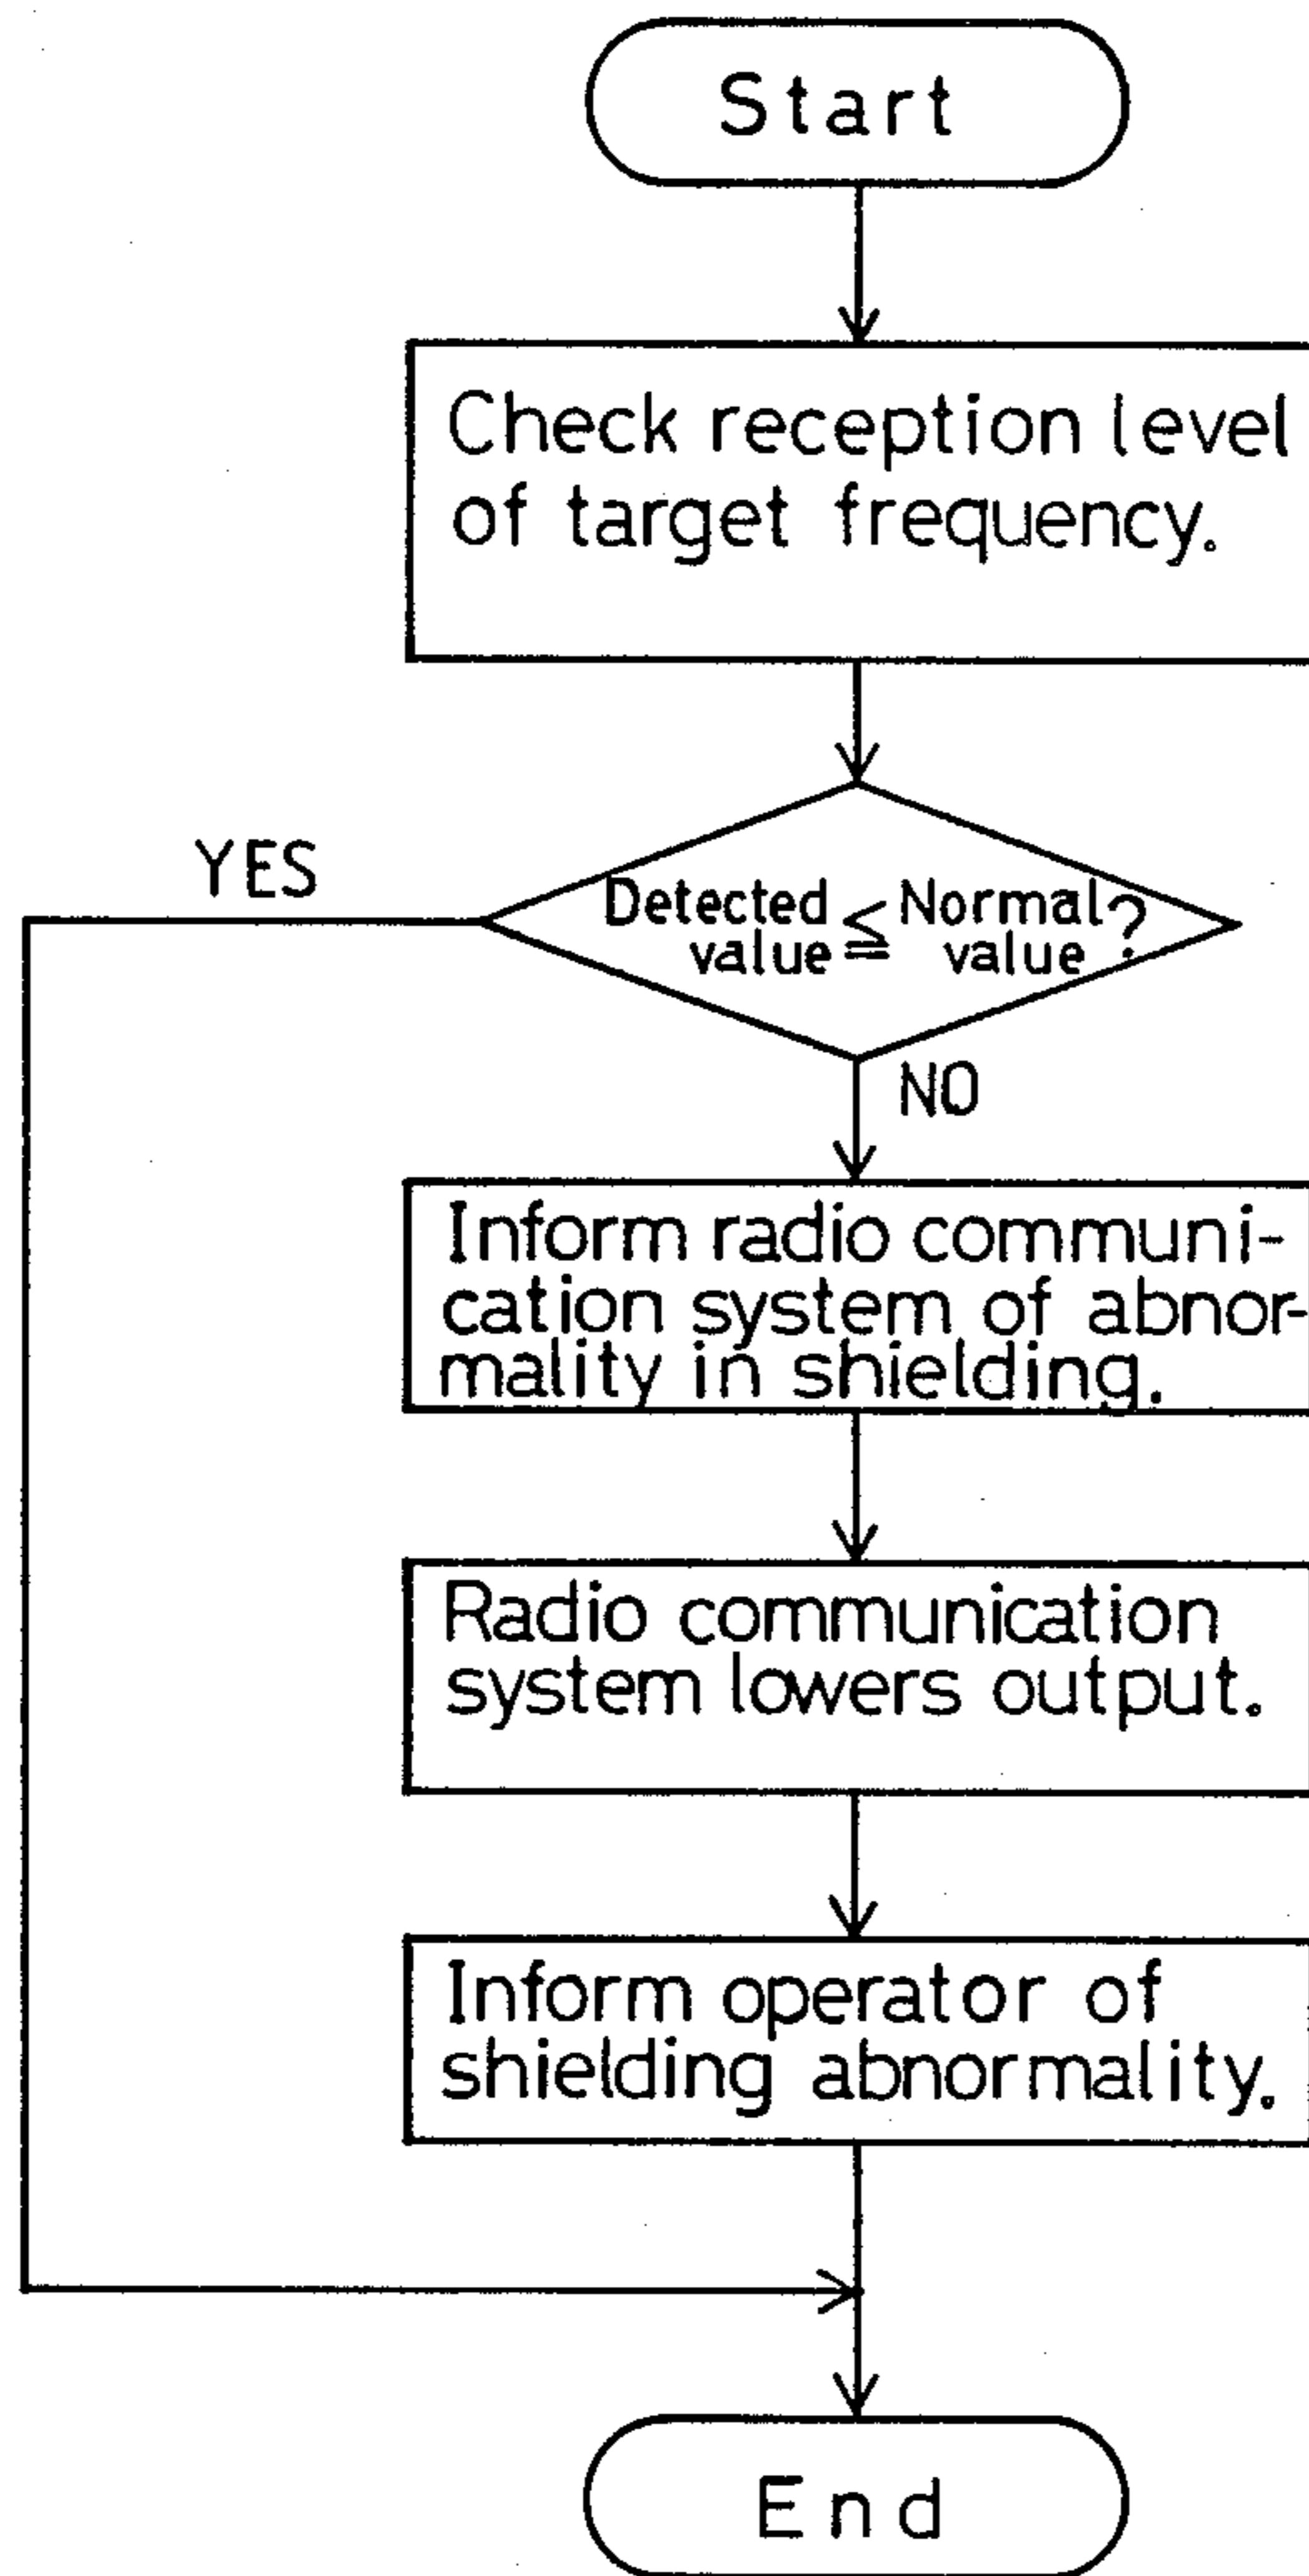 Start
Check reception level
of target frequency.
YES
Detected ≦ Normal ?
value value
NO
Inform radio communi-
cation system of abnor-
mality in shielding.
Radio communication
system lowers output.
Inform operator of
shielding abnormality.
End